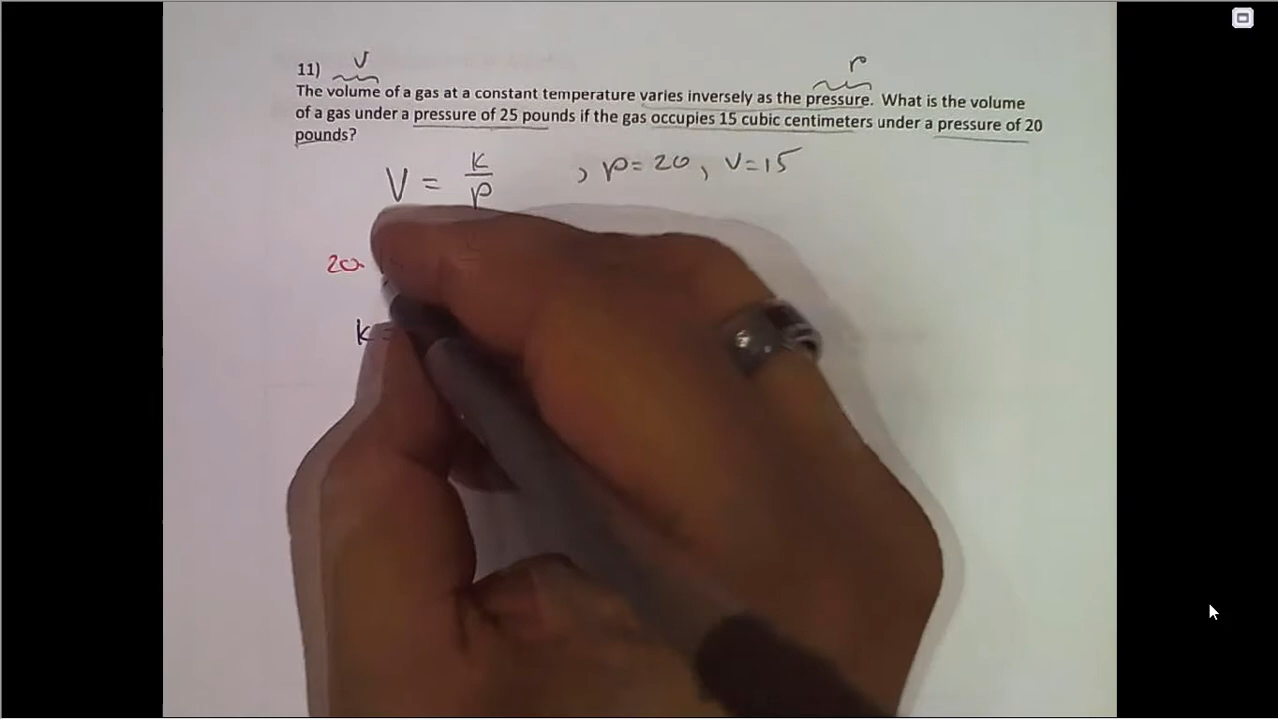 11)
V
p
The volume of a gas at a constant temperature varies inversely as the pressure. What is the volume
of a gas under a pressure of 25 pounds if the gas occupies 15 cubic centimeters under a pressure of 20
pounds?
V = K/p , p = 20, V = 15
20.
K =